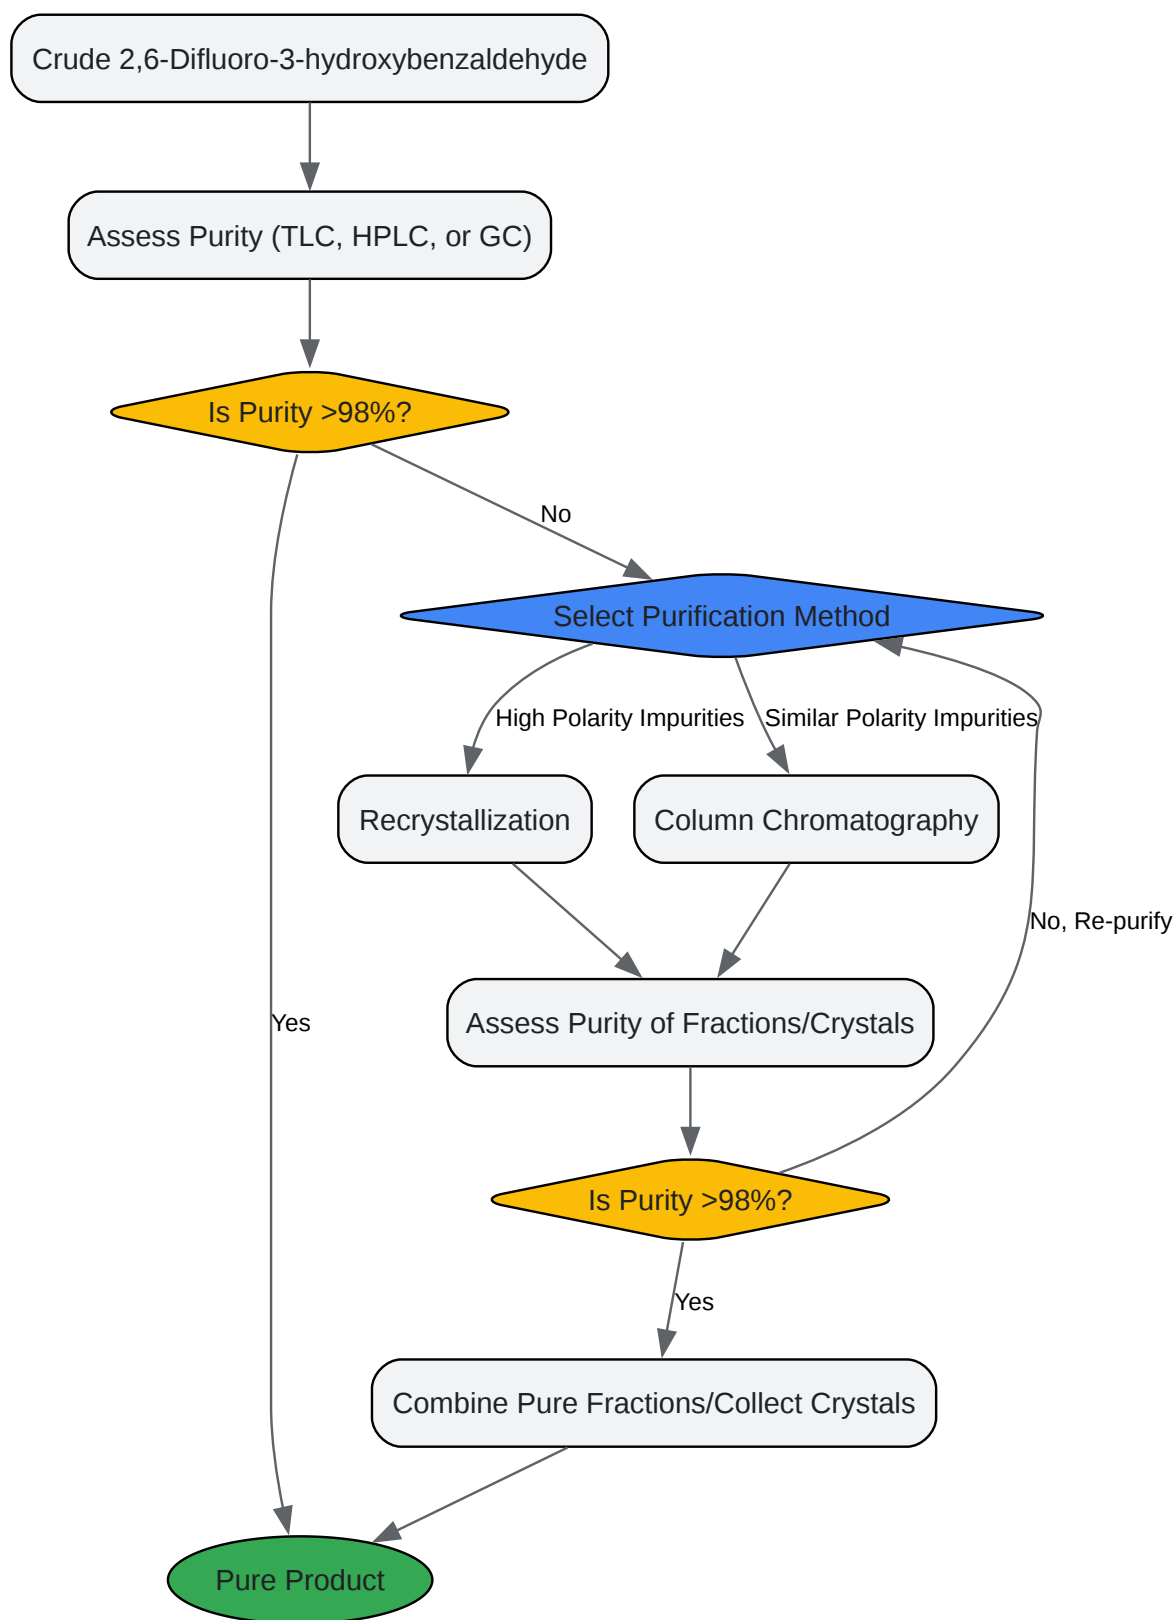 Crude 2,6-Difluoro-3-hydroxybenzaldehyde
Assess Purity (TLC, HPLC, or GC)
Is Purity >98%?
No
Select Purification Method
High Polarity Impurities
Similar Polarity Impurities
Recrystallization
Column Chromatography
No, Re-purify
Assess Purity of Fractions/Crystals
Yes
Is Purity >98%?
Yes
Combine Pure Fractions/Collect Crystals
Pure Product